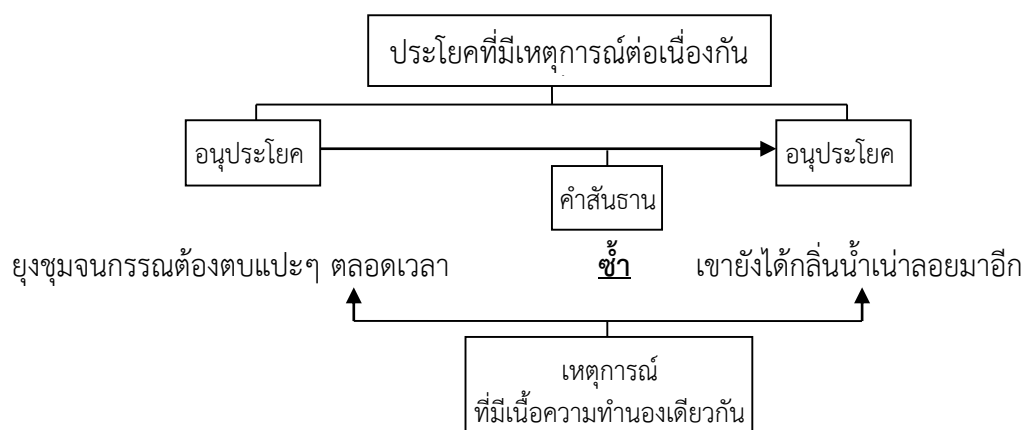 ประโยคที่มีเหตุการณ์ต่อเนื่องกัน
อนุประโยค
อนุประโยค
คำสันธาน
ยุงชุมจนกรรณต้องตบแปะๆ ตลอดเวลา ซ้ำ เขายังได้กลิ่นน้ำเน่าลอยมาอีก
เหตุการณ์
ที่มีเนื้อความทำนองเดียวกัน